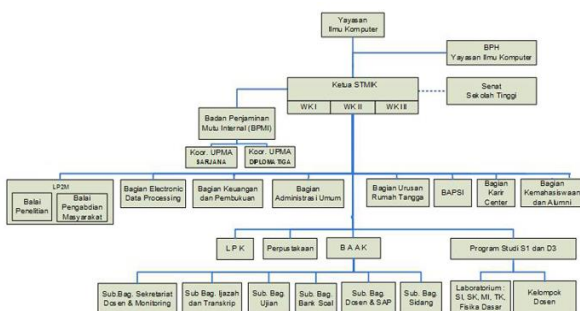 Yayasan
Ilmu Komputer
BPH
Yayasan Ilmu Komputer
Ketua STMIK
WK I
WK II
WK III
Senat
Sekolah Tinggi
Badan Penjaminan
Mutu Internal (BPMI)
Koor. UPMA
SARJANA
Koor. UPMA
DIPLOMA TIGA
LP2M
Balai
Penelitian
Balai
Pengabdian
Masyarakat
Bagian Electronic
Data Processing
Bagian Keuangan
dan Pembukuan
Bagian
Administrasi Umum
Bagian Urusan
Rumah Tangga
BAPSI
Bagian
Karir
Center
Bagian
Kemahasiswaan
dan Alumni
L P K
Perpustakaan
B A A K
Program Studi S1 dan D3
Sub.Bag. Sekretariat
Dosen & Monitoring
Sub.Bag. Ijazah
dan Transkrip
Sub. Bag.
Ujian
Sub. Bag.
Bank Soal
Sub. Bag.
Dosen & SAP
Sub. Bag.
Sidang
Laboratorium :
SI, SK, MI, TK,
Fisika Dasar
Kelompok
Dosen